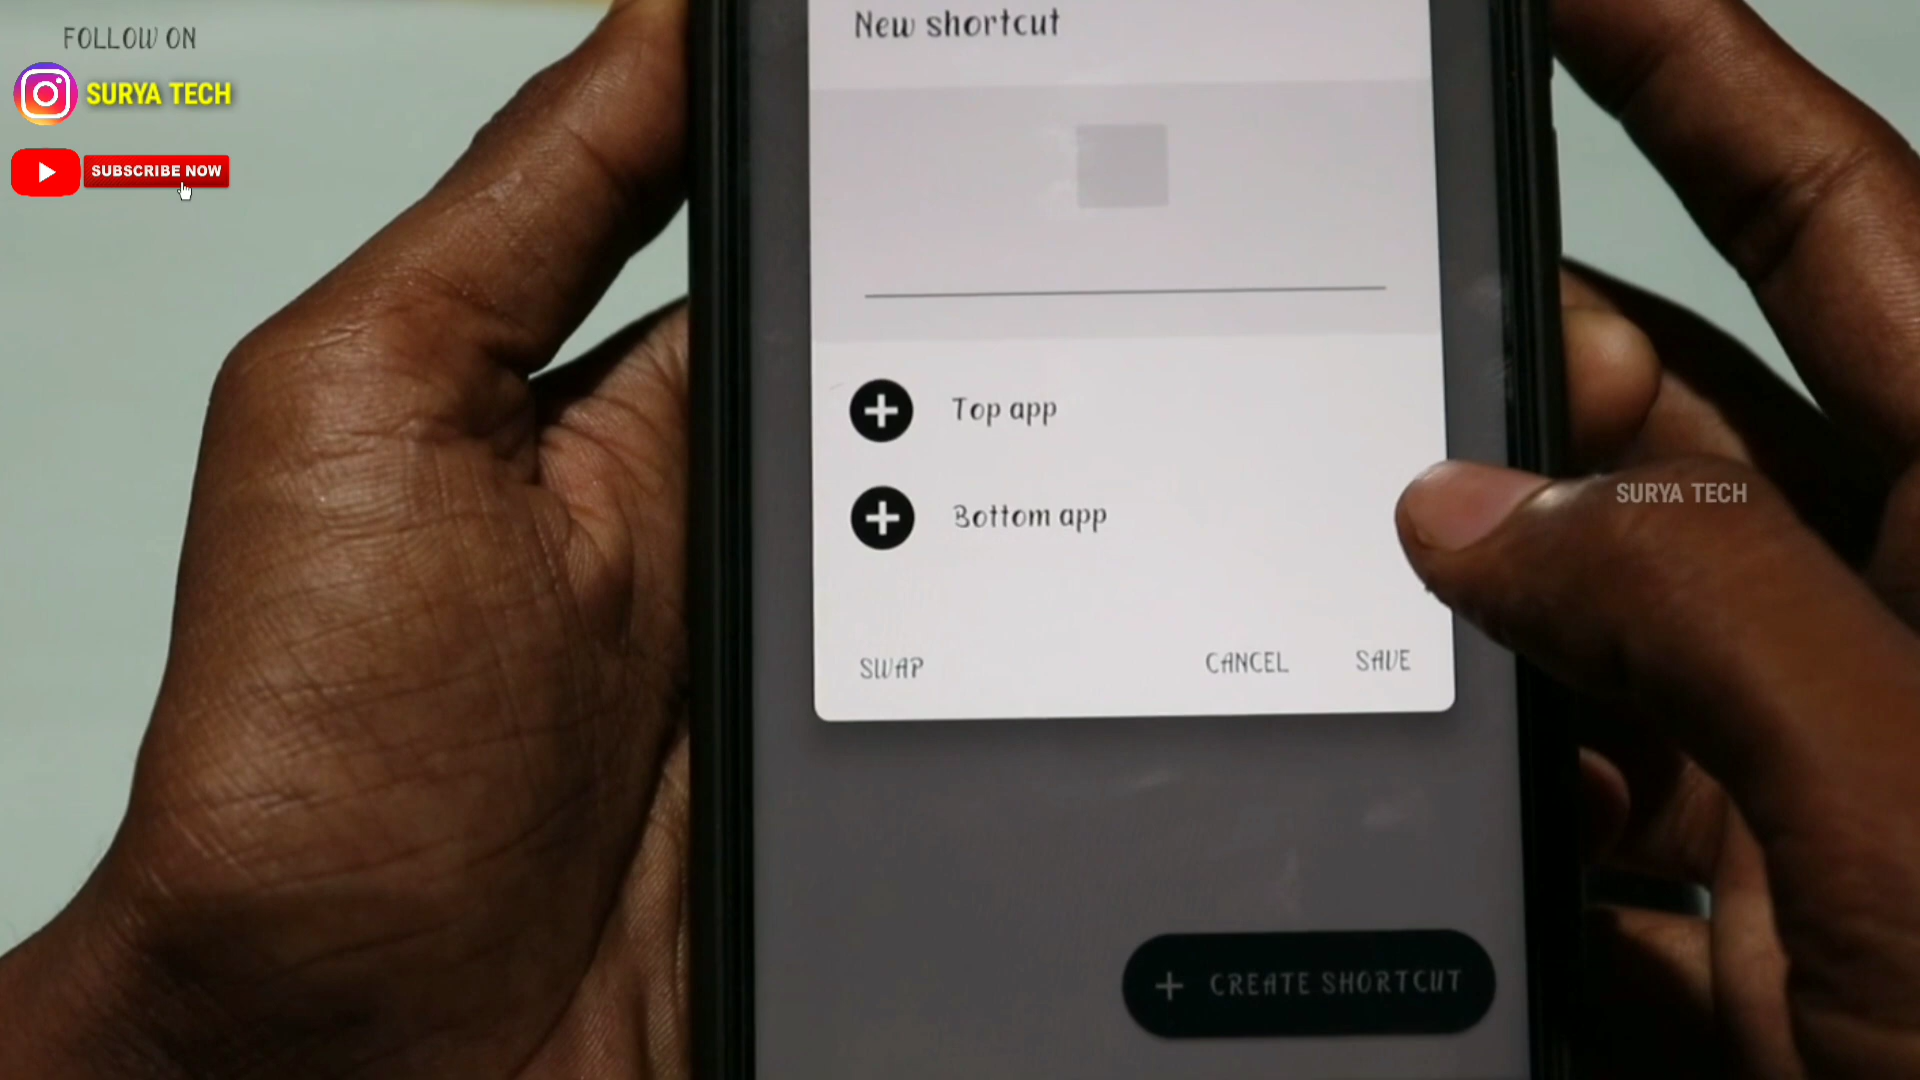 FOLLOW ON
SURYA TECH
SUBSCRIBE NOW
New shortcut
Top app
Bottom app
SURYA TECH
SWAP
CANCEL
SAVE
CREATE SHORTCUT